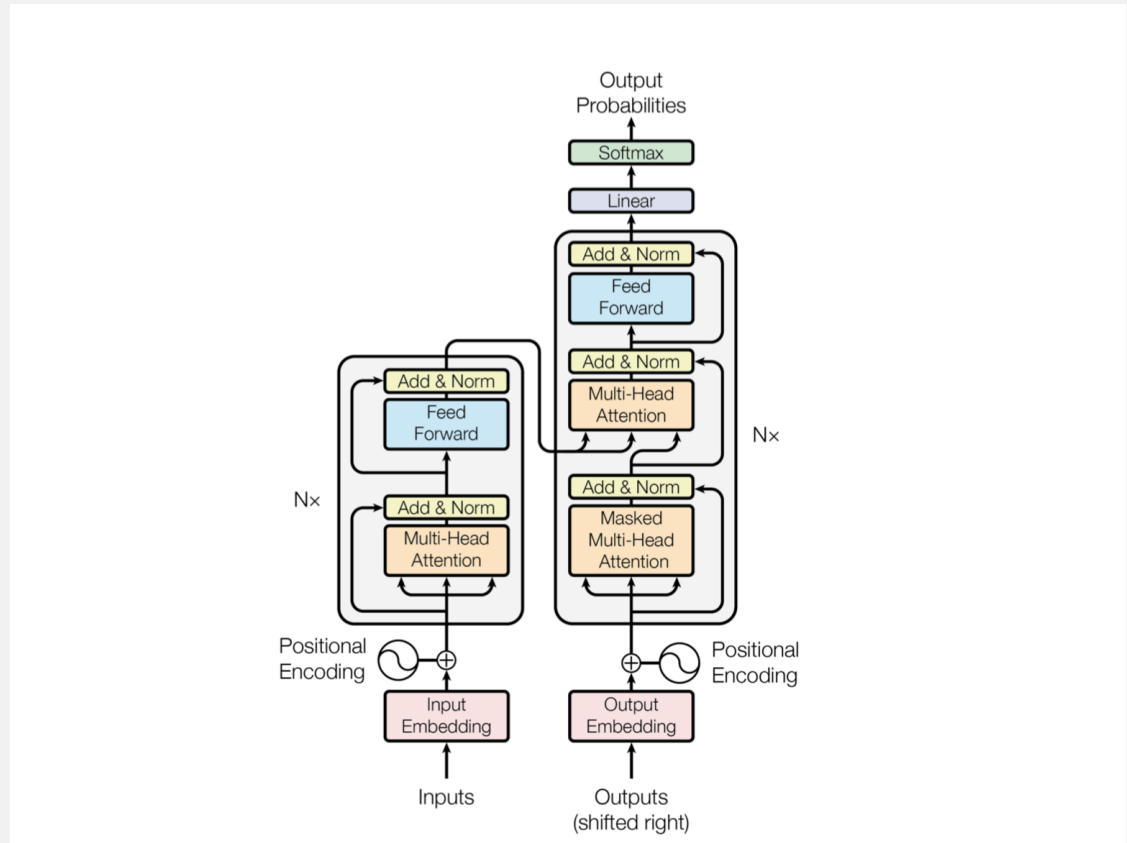 Output
Probabilities
Softmax
Linear
Add & Norm
Feed
Forward
Add & Norm
Multi-Head
Attention
Nx
Add & Norm
Masked
Multi-Head
Attention
Add & Norm
Feed
Forward
Nx
Add & Norm
Multi-Head
Attention
Positional
Encoding
Positional
Encoding
Input
Embedding
Output
Embedding
Inputs
Outputs
(shifted right)